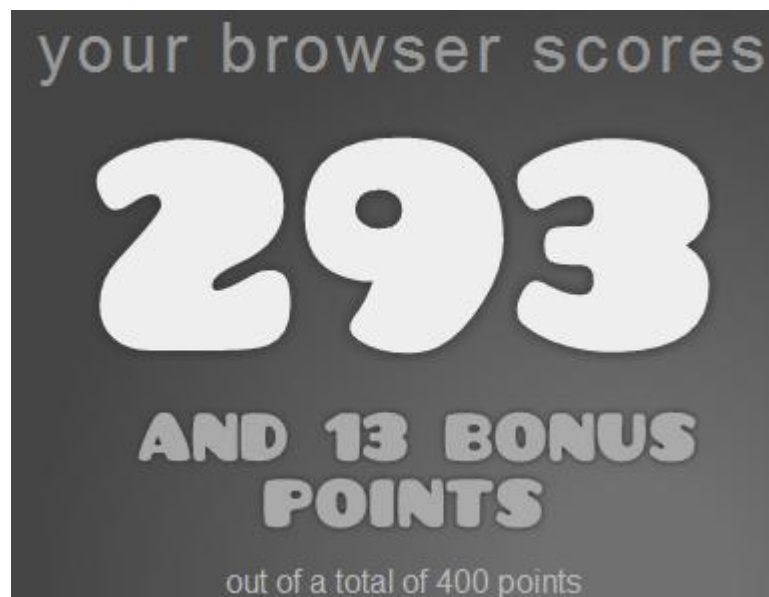 your browser scores
293
AND 13 BONUS
POINTS
out of a total of 400 points